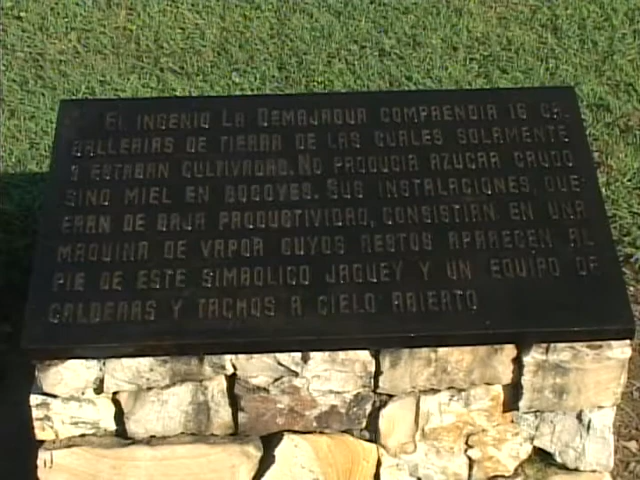 El ingenio La Demajagua comprendia 16 ca-
ballerias de tierra de las cuales solamente
estaban cultivadas. No producia azucar crudo
sino miel en bocoyes. Sus instalaciones, que
eran de baja productividad, consistian en una
maquina de vapor cuyos restos aparecen al
pie de este simbolico jaguey y un equipo de
calderas y tachos a cielo abierto